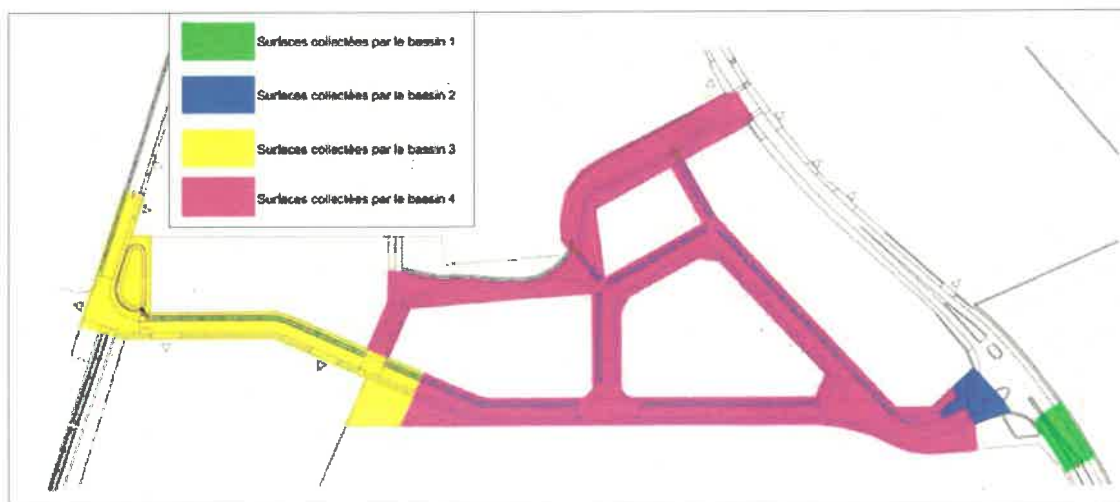 Surfaces collectées par le bassin 1
Surfaces collectées par le bassin 2
Surfaces collectées par le bassin 3
Surfaces collectées par le bassin 4